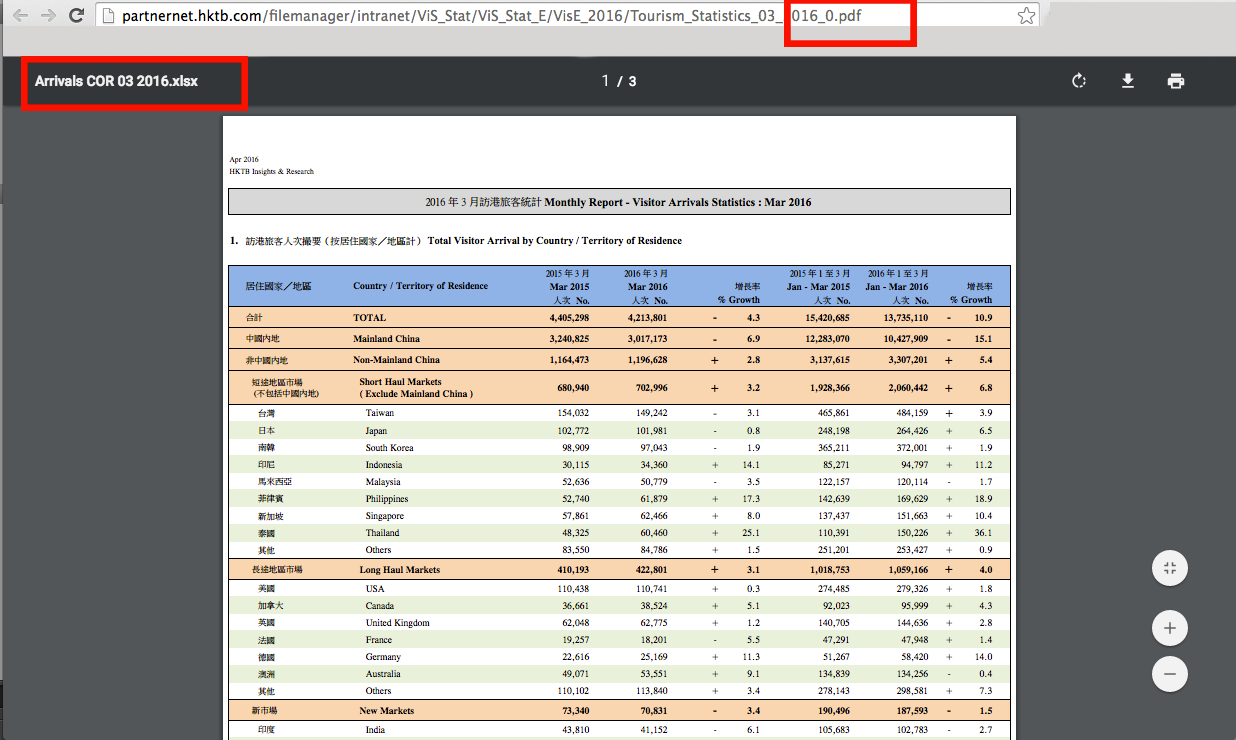 partnernet.hktb.com/filemanager/intranet/ViS_Stat/ViS_Stat_E/VisE_2016/Tourism_Statistics_03_2016_0.pdf
Arrivals COR 03 2016.xlsx 1 / 3
Apr 2016
HKTB Insights & Research
2016 年 3 月訪港旅客統計 Monthly Report - Visitor Arrivals Statistics : Mar 2016
1. 訪港旅客人次撮要（按居住國家／地區計） Total Visitor Arrival by Country / Territory of Residence
2015 年 3 月 2016 年 3 月 2015 年 1 至 3 月 2016 年 1 至 3 月
居住國家／地區 Country / Territory of Residence Mar 2015 Mar 2016 增長率 Jan - Mar 2015 Jan - Mar 2016 增長率
人次 No. 人次 No. % Growth 人次 No. 人次 No. % Growth
合計 TOTAL 4,405,298 4,213,801 - 4.3 15,420,685 13,735,110 - 10.9
中國內地 Mainland China 3,240,825 3,017,173 - 6.9 12,283,070 10,427,909 - 15.1
非中國內地 Non-Mainland China 1,164,473 1,196,628 + 2.8 3,137,615 3,307,201 + 5.4
短途地區市場 Short Haul Markets 680,940 702,996 + 3.2 1,928,366 2,060,442 + 6.8
(不包括中國內地) ( Exclude Mainland China )
台灣 Taiwan 154,032 149,242 - 3.1 465,861 484,159 + 3.9
日本 Japan 102,772 101,981 - 0.8 248,198 264,426 + 6.5
南韓 South Korea 98,909 97,043 - 1.9 365,211 372,001 + 1.9
印尼 Indonesia 30,115 34,360 + 14.1 85,271 94,797 + 11.2
馬來西亞 Malaysia 52,636 50,779 - 3.5 122,157 120,114 - 1.7
菲律賓 Philippines 52,740 61,879 + 17.3 142,639 169,629 + 18.9
新加坡 Singapore 57,861 62,466 + 8.0 137,437 151,663 + 10.4
泰國 Thailand 48,325 60,460 + 25.1 110,391 150,226 + 36.1
其他 Others 83,550 84,786 + 1.5 251,201 253,427 + 0.9
長途地區市場 Long Haul Markets 410,193 422,801 + 3.1 1,018,753 1,059,166 + 4.0
美國 USA 110,438 110,741 + 0.3 274,485 279,326 + 1.8
加拿大 Canada 36,661 38,524 + 5.1 92,023 95,999 + 4.3
英國 United Kingdom 62,048 62,775 + 1.2 140,705 144,636 + 2.8
法國 France 19,257 18,201 - 5.5 47,291 47,948 + 1.4
德國 Germany 22,616 25,169 + 11.3 51,267 58,420 + 14.0
澳洲 Australia 49,071 53,551 + 9.1 134,839 134,256 - 0.4
其他 Others 110,102 113,840 + 3.4 278,143 298,581 + 7.3
新市場 New Markets 73,340 70,831 - 3.4 190,496 187,593 - 1.5
印度 India 43,810 41,152 - 6.1 105,683 102,783 - 2.7